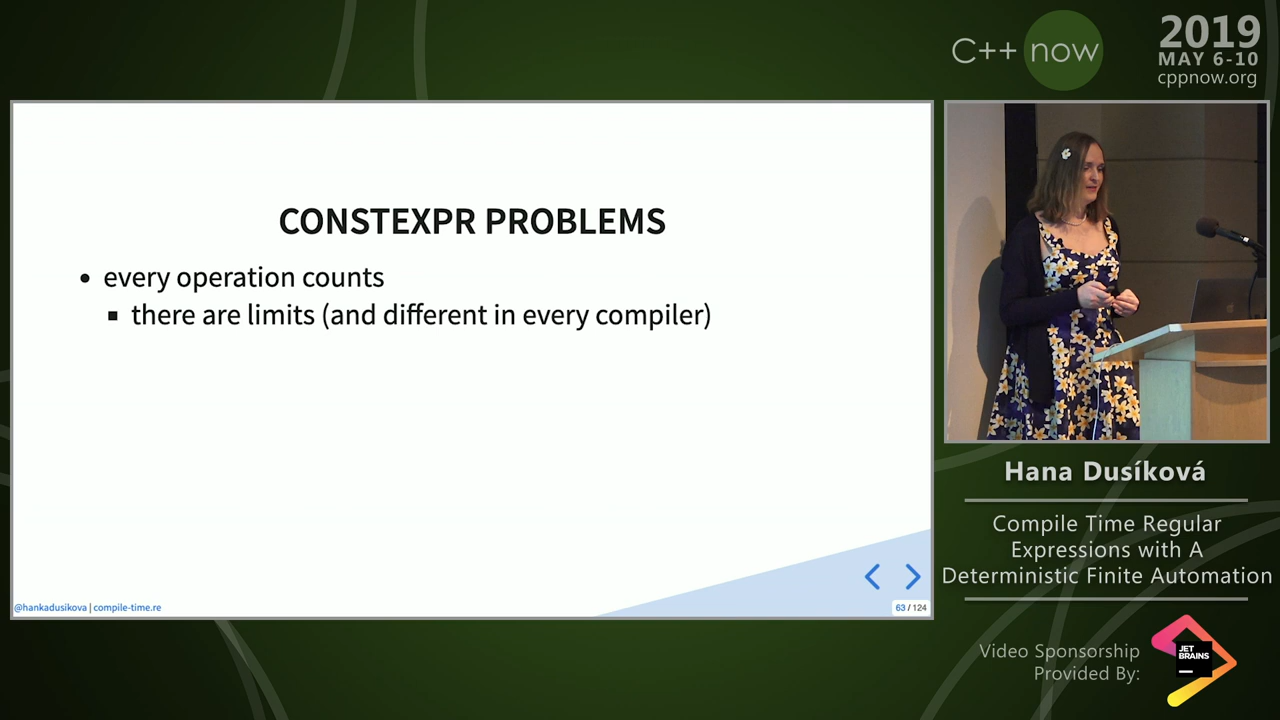 C++ now
2019
MAY 6-10
cppnow.org
CONSTEXPR PROBLEMS
• every operation counts
▪ there are limits (and different in every compiler)
@hankadusikova | compile-time.re
63 / 124
Hana Dusíková
Compile Time Regular
Expressions with A
Deterministic Finite Automation
Video Sponsorship
Provided By:
JET
BRAINS